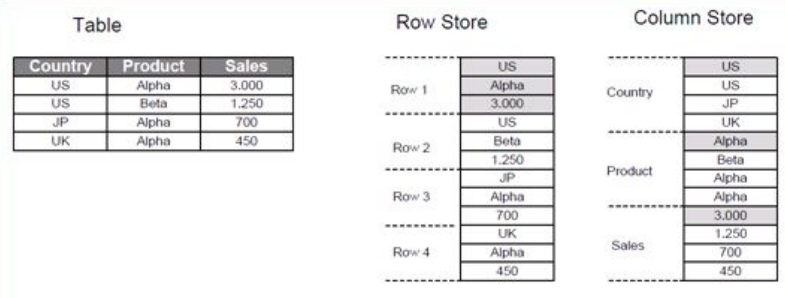 Table
Country Product Sales
US Alpha 3.000
US Beta 1.250
JP Alpha 700
UK Alpha 450
Row Store
Row 1
US
Alpha
3.000
Row 2
US
Beta
1.250
Row 3
JP
Alpha
700
Row 4
UK
Alpha
450
Column Store
Country
US
US
JP
UK
Product
Alpha
Beta
Alpha
Alpha
Sales
3.000
1.250
700
450